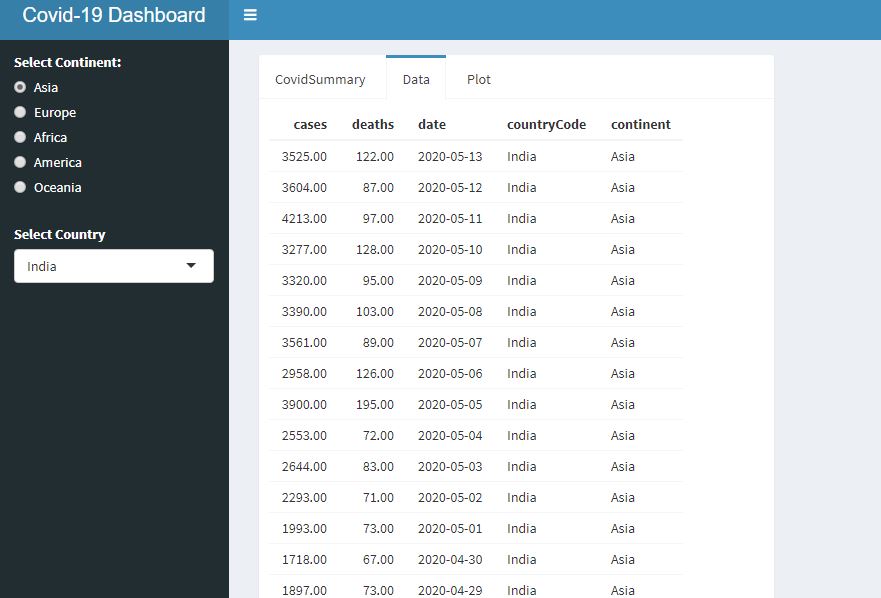 Covid-19 Dashboard
Select Continent:
Asia
Europe
Africa
America
Oceania
Select Country
India
CovidSummary Data Plot
cases deaths date countryCode continent
3525.00 122.00 2020-05-13 India Asia
3604.00 87.00 2020-05-12 India Asia
4213.00 97.00 2020-05-11 India Asia
3277.00 128.00 2020-05-10 India Asia
3320.00 95.00 2020-05-09 India Asia
3390.00 103.00 2020-05-08 India Asia
3561.00 89.00 2020-05-07 India Asia
2958.00 126.00 2020-05-06 India Asia
3900.00 195.00 2020-05-05 India Asia
2553.00 72.00 2020-05-04 India Asia
2644.00 83.00 2020-05-03 India Asia
2293.00 71.00 2020-05-02 India Asia
1993.00 73.00 2020-05-01 India Asia
1718.00 67.00 2020-04-30 India Asia
1897.00 73.00 2020-04-29 India Asia